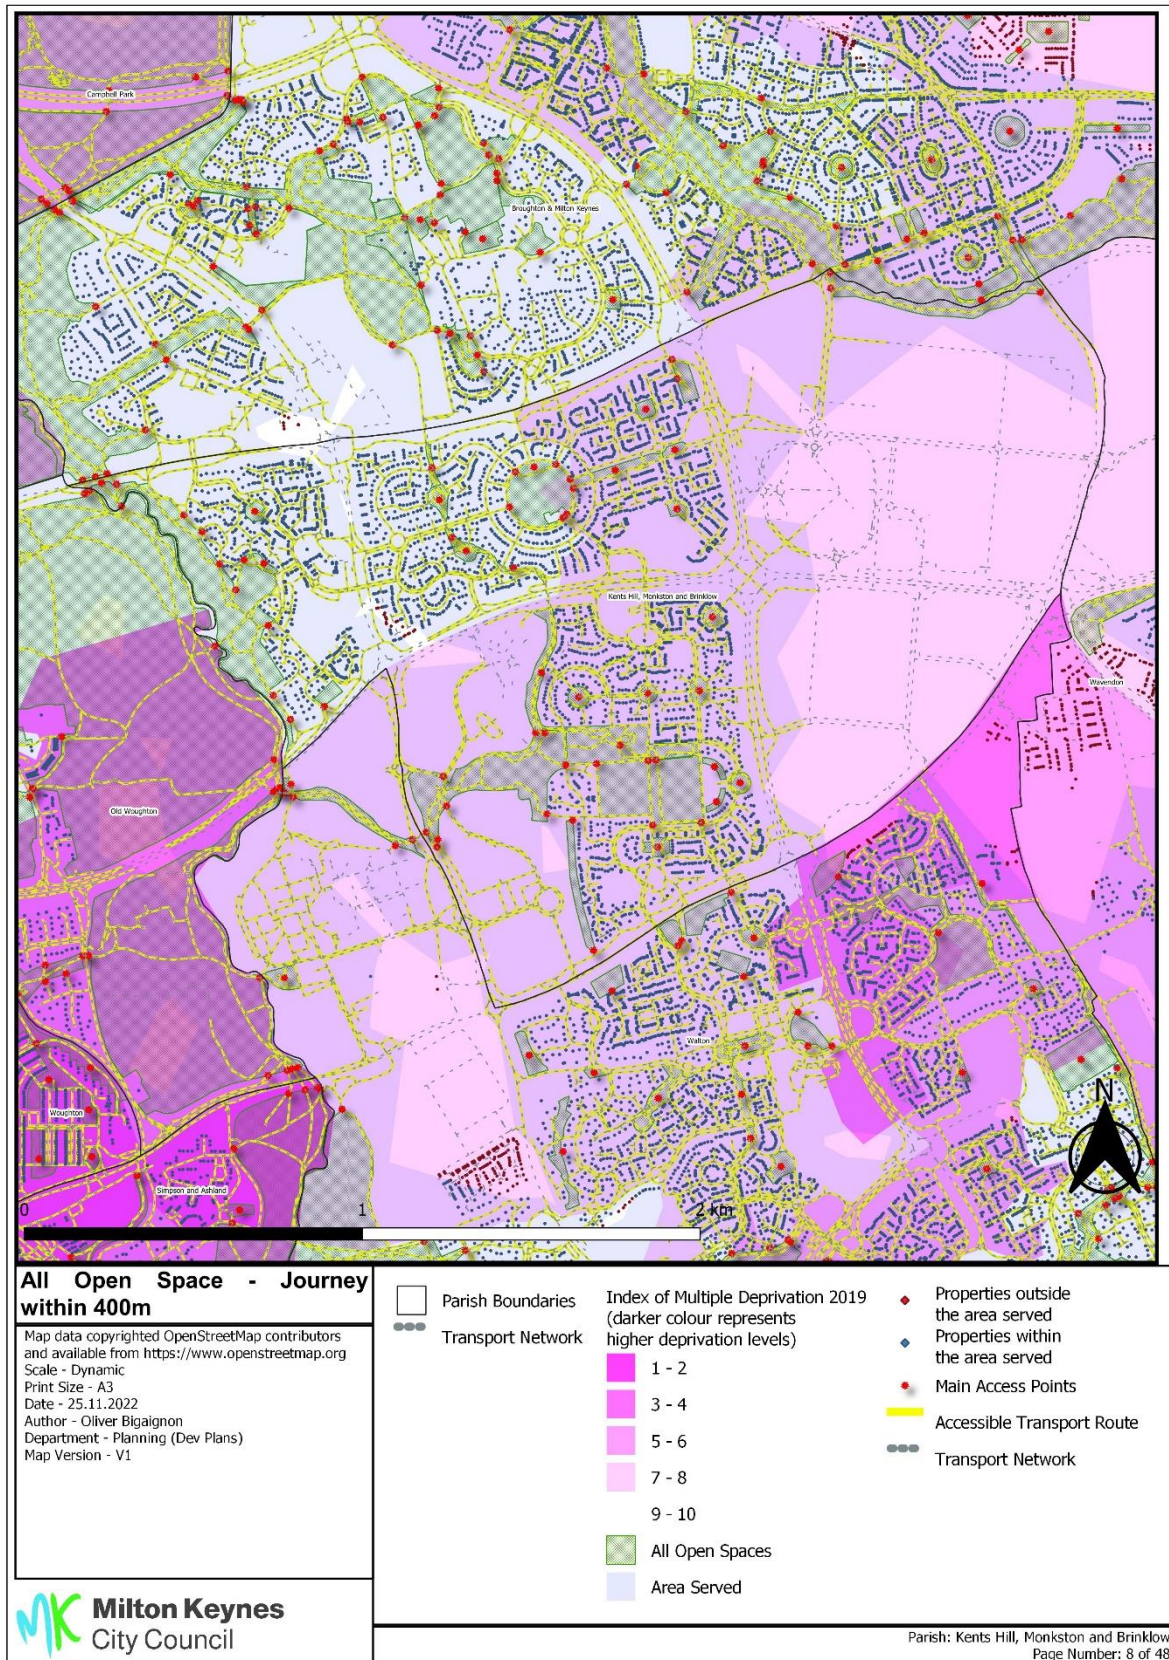 Campbell Park
Broughton & Milton Keynes
Kents Hill, Monkston and Brinklow
Wavendon
Old Woughton
Walton
Woughton
Simpson and Ashland
N
0 1 2 km
All Open Space - Journey
within 400m
Map data copyrighted OpenStreetMap contributors
and available from https://www.openstreetmap.org
Scale - Dynamic
Print Size - A3
Date - 25.11.2022
Author - Oliver Bigaignon
Department - Planning (Dev Plans)
Map Version - V1
MK Milton Keynes
City Council
Parish Boundaries
Transport Network
Index of Multiple Deprivation 2019
(darker colour represents
higher deprivation levels)
1 - 2
3 - 4
5 - 6
7 - 8
9 - 10
All Open Spaces
Area Served
Properties outside
the area served
Properties within
the area served
Main Access Points
Accessible Transport Route
Transport Network
Parish: Kents Hill, Monkston and Brinklow
Page Number: 8 of 48